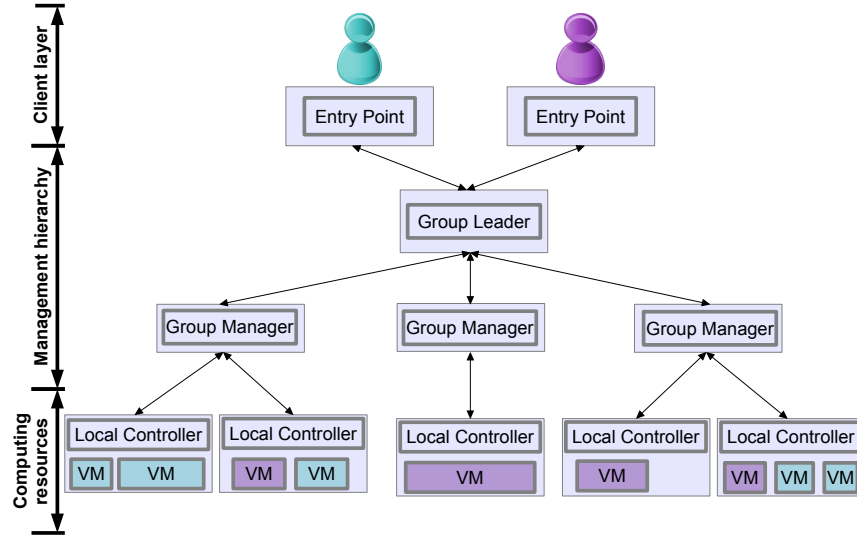 Client layer
Entry Point
Entry Point
Management hierarchy
Group Leader
Group Manager
Group Manager
Group Manager
Computing
resources
Local Controller
VM
VM
Local Controller
VM
VM
Local Controller
VM
Local Controller
VM
Local Controller
VM
VM
VM